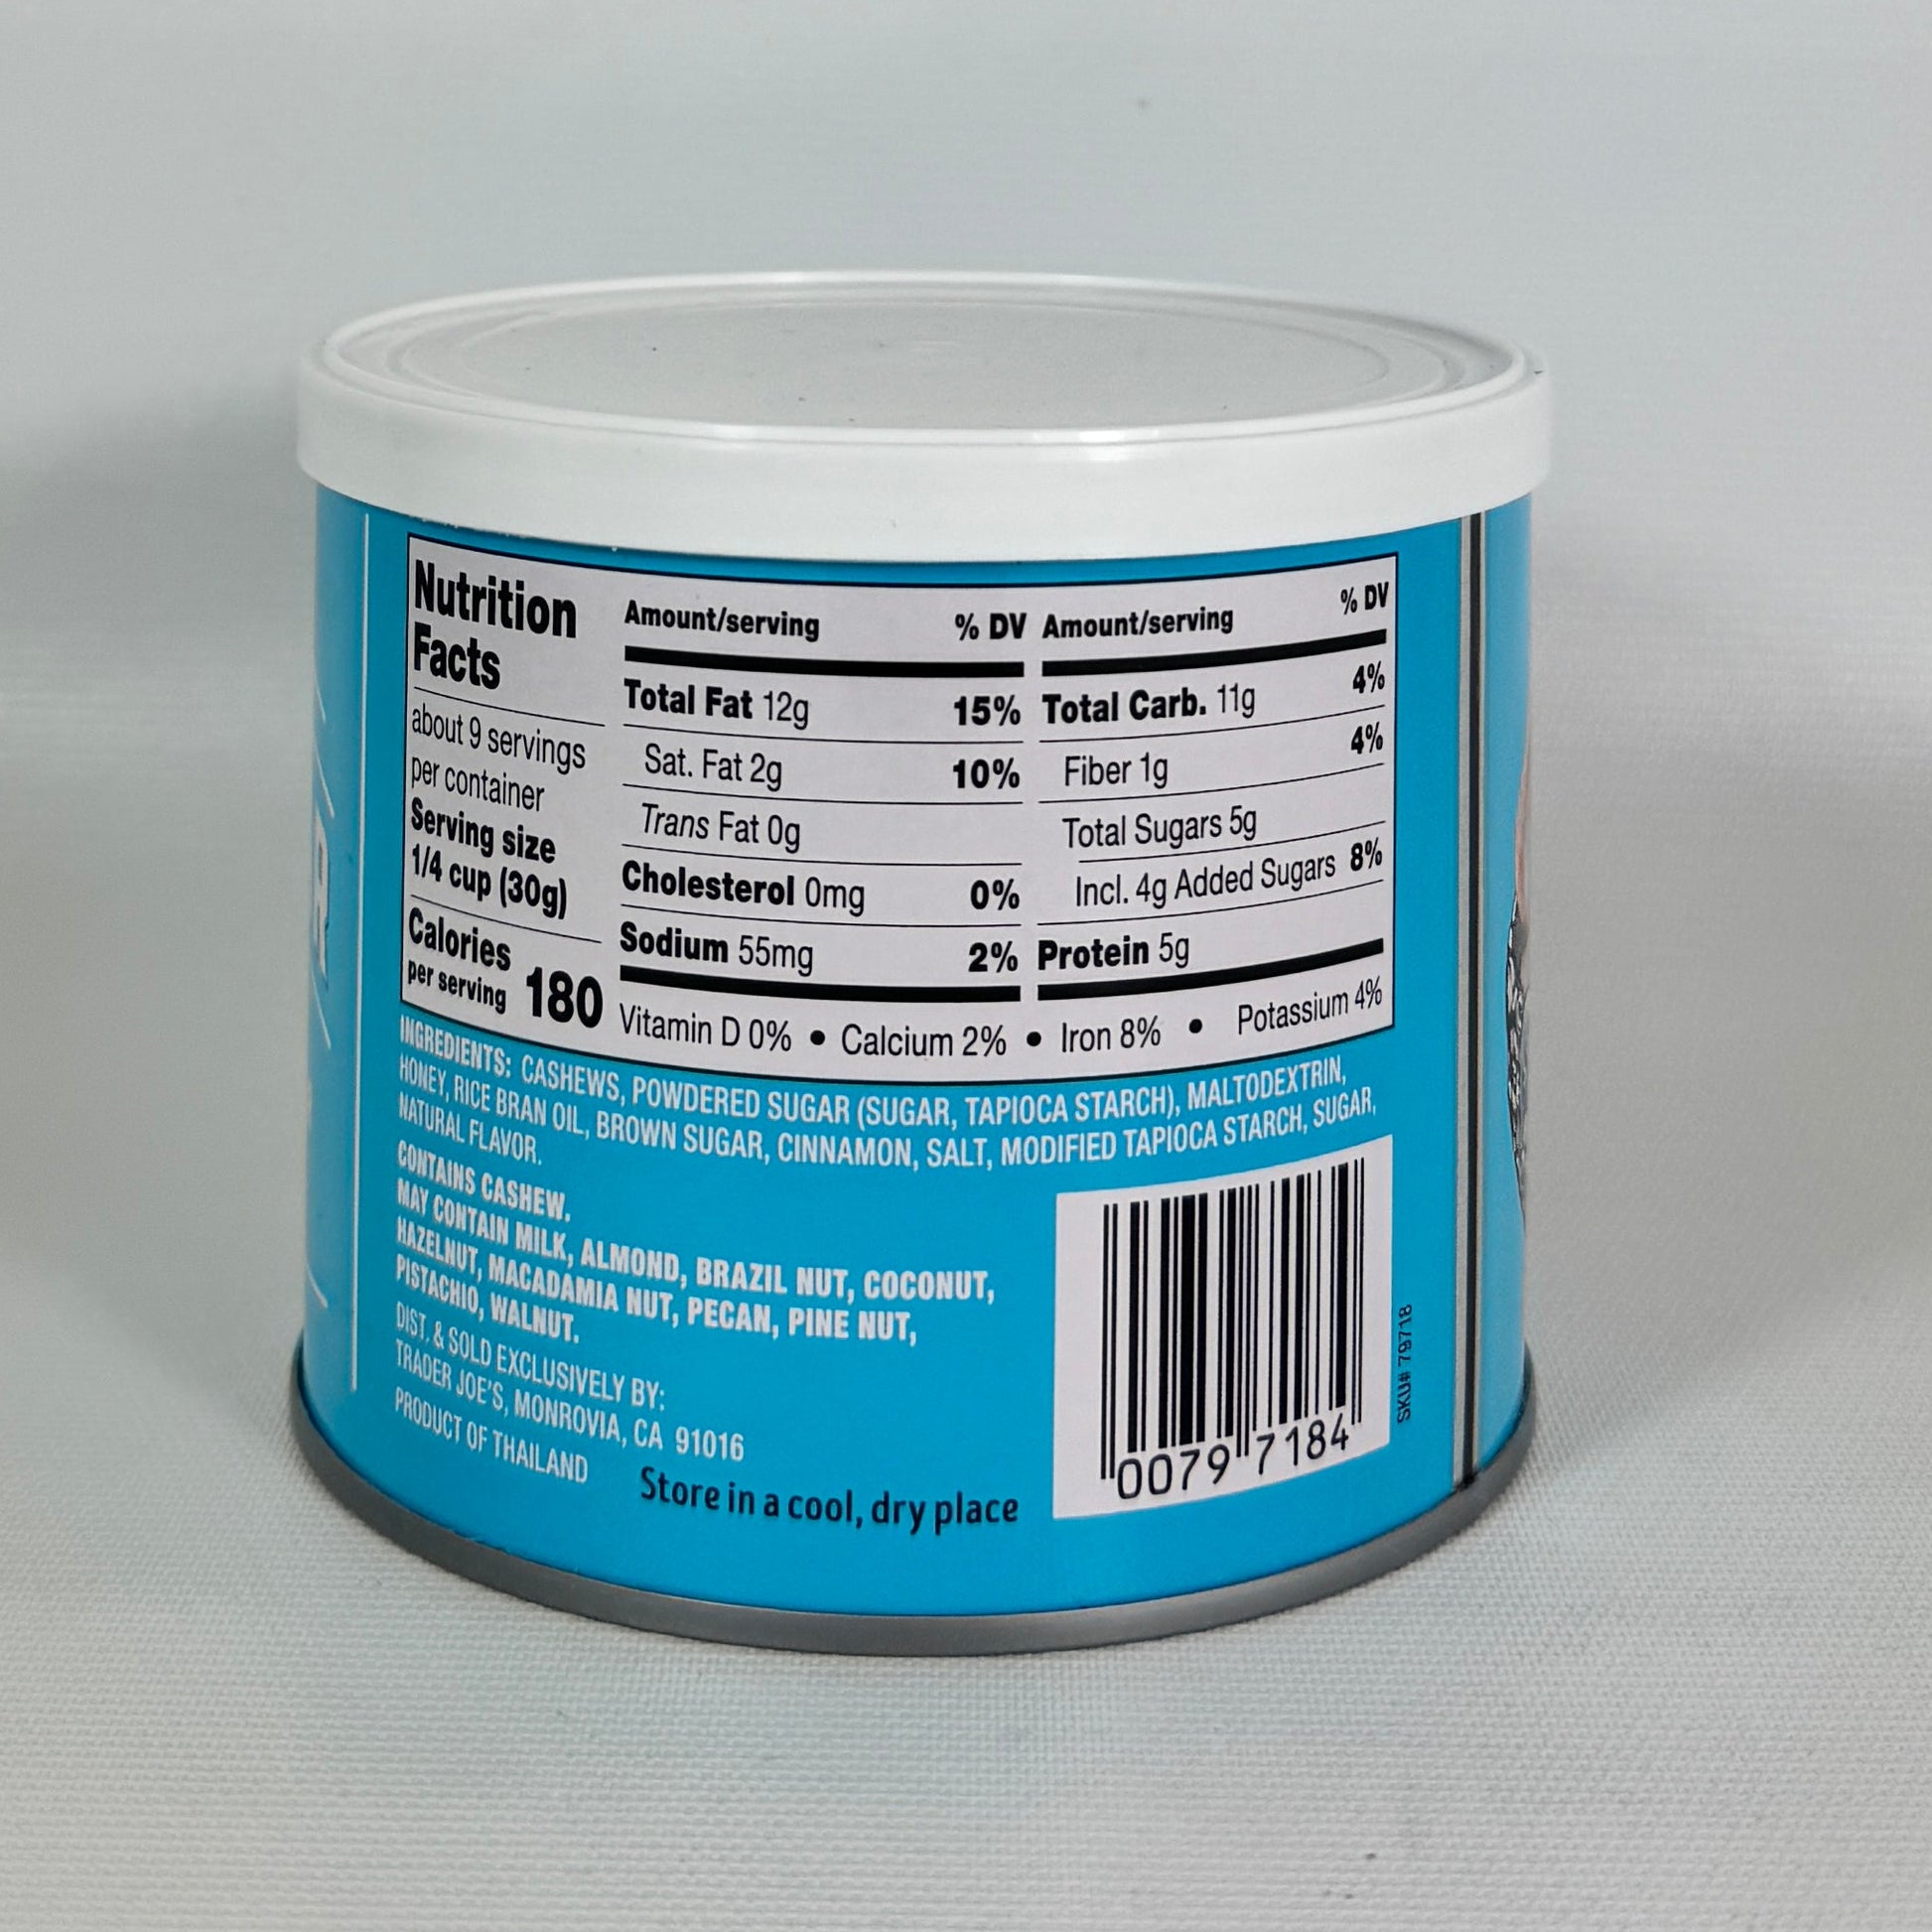 Nutrition
Facts
about 9 servings
per container
Serving size
1/4 cup (30g)
Calories
per serving 180
Amount/serving % DV
Total Fat 12g 15%
Sat. Fat 2g 10%
Trans Fat 0g
Cholesterol 0mg 0%
Sodium 55mg 2%
Amount/serving % DV
Total Carb. 11g 4%
Fiber 1g 4%
Total Sugars 5g
Incl. 4g Added Sugars 8%
Protein 5g
Vitamin D 0% • Calcium 2% • Iron 8% • Potassium 4%
INGREDIENTS: CASHEWS, POWDERED SUGAR (SUGAR, TAPIOCA STARCH), MALTODEXTRIN,
HONEY, RICE BRAN OIL, BROWN SUGAR, CINNAMON, SALT, MODIFIED TAPIOCA STARCH, SUGAR,
NATURAL FLAVOR.
CONTAINS CASHEW.
MAY CONTAIN MILK, ALMOND, BRAZIL NUT, COCONUT,
HAZELNUT, MACADAMIA NUT, PECAN, PINE NUT,
PISTACHIO, WALNUT.
DIST. & SOLD EXCLUSIVELY BY:
TRADER JOE'S, MONROVIA, CA 91016
PRODUCT OF THAILAND
Store in a cool, dry place
0079 7184
SKU# 79718
R